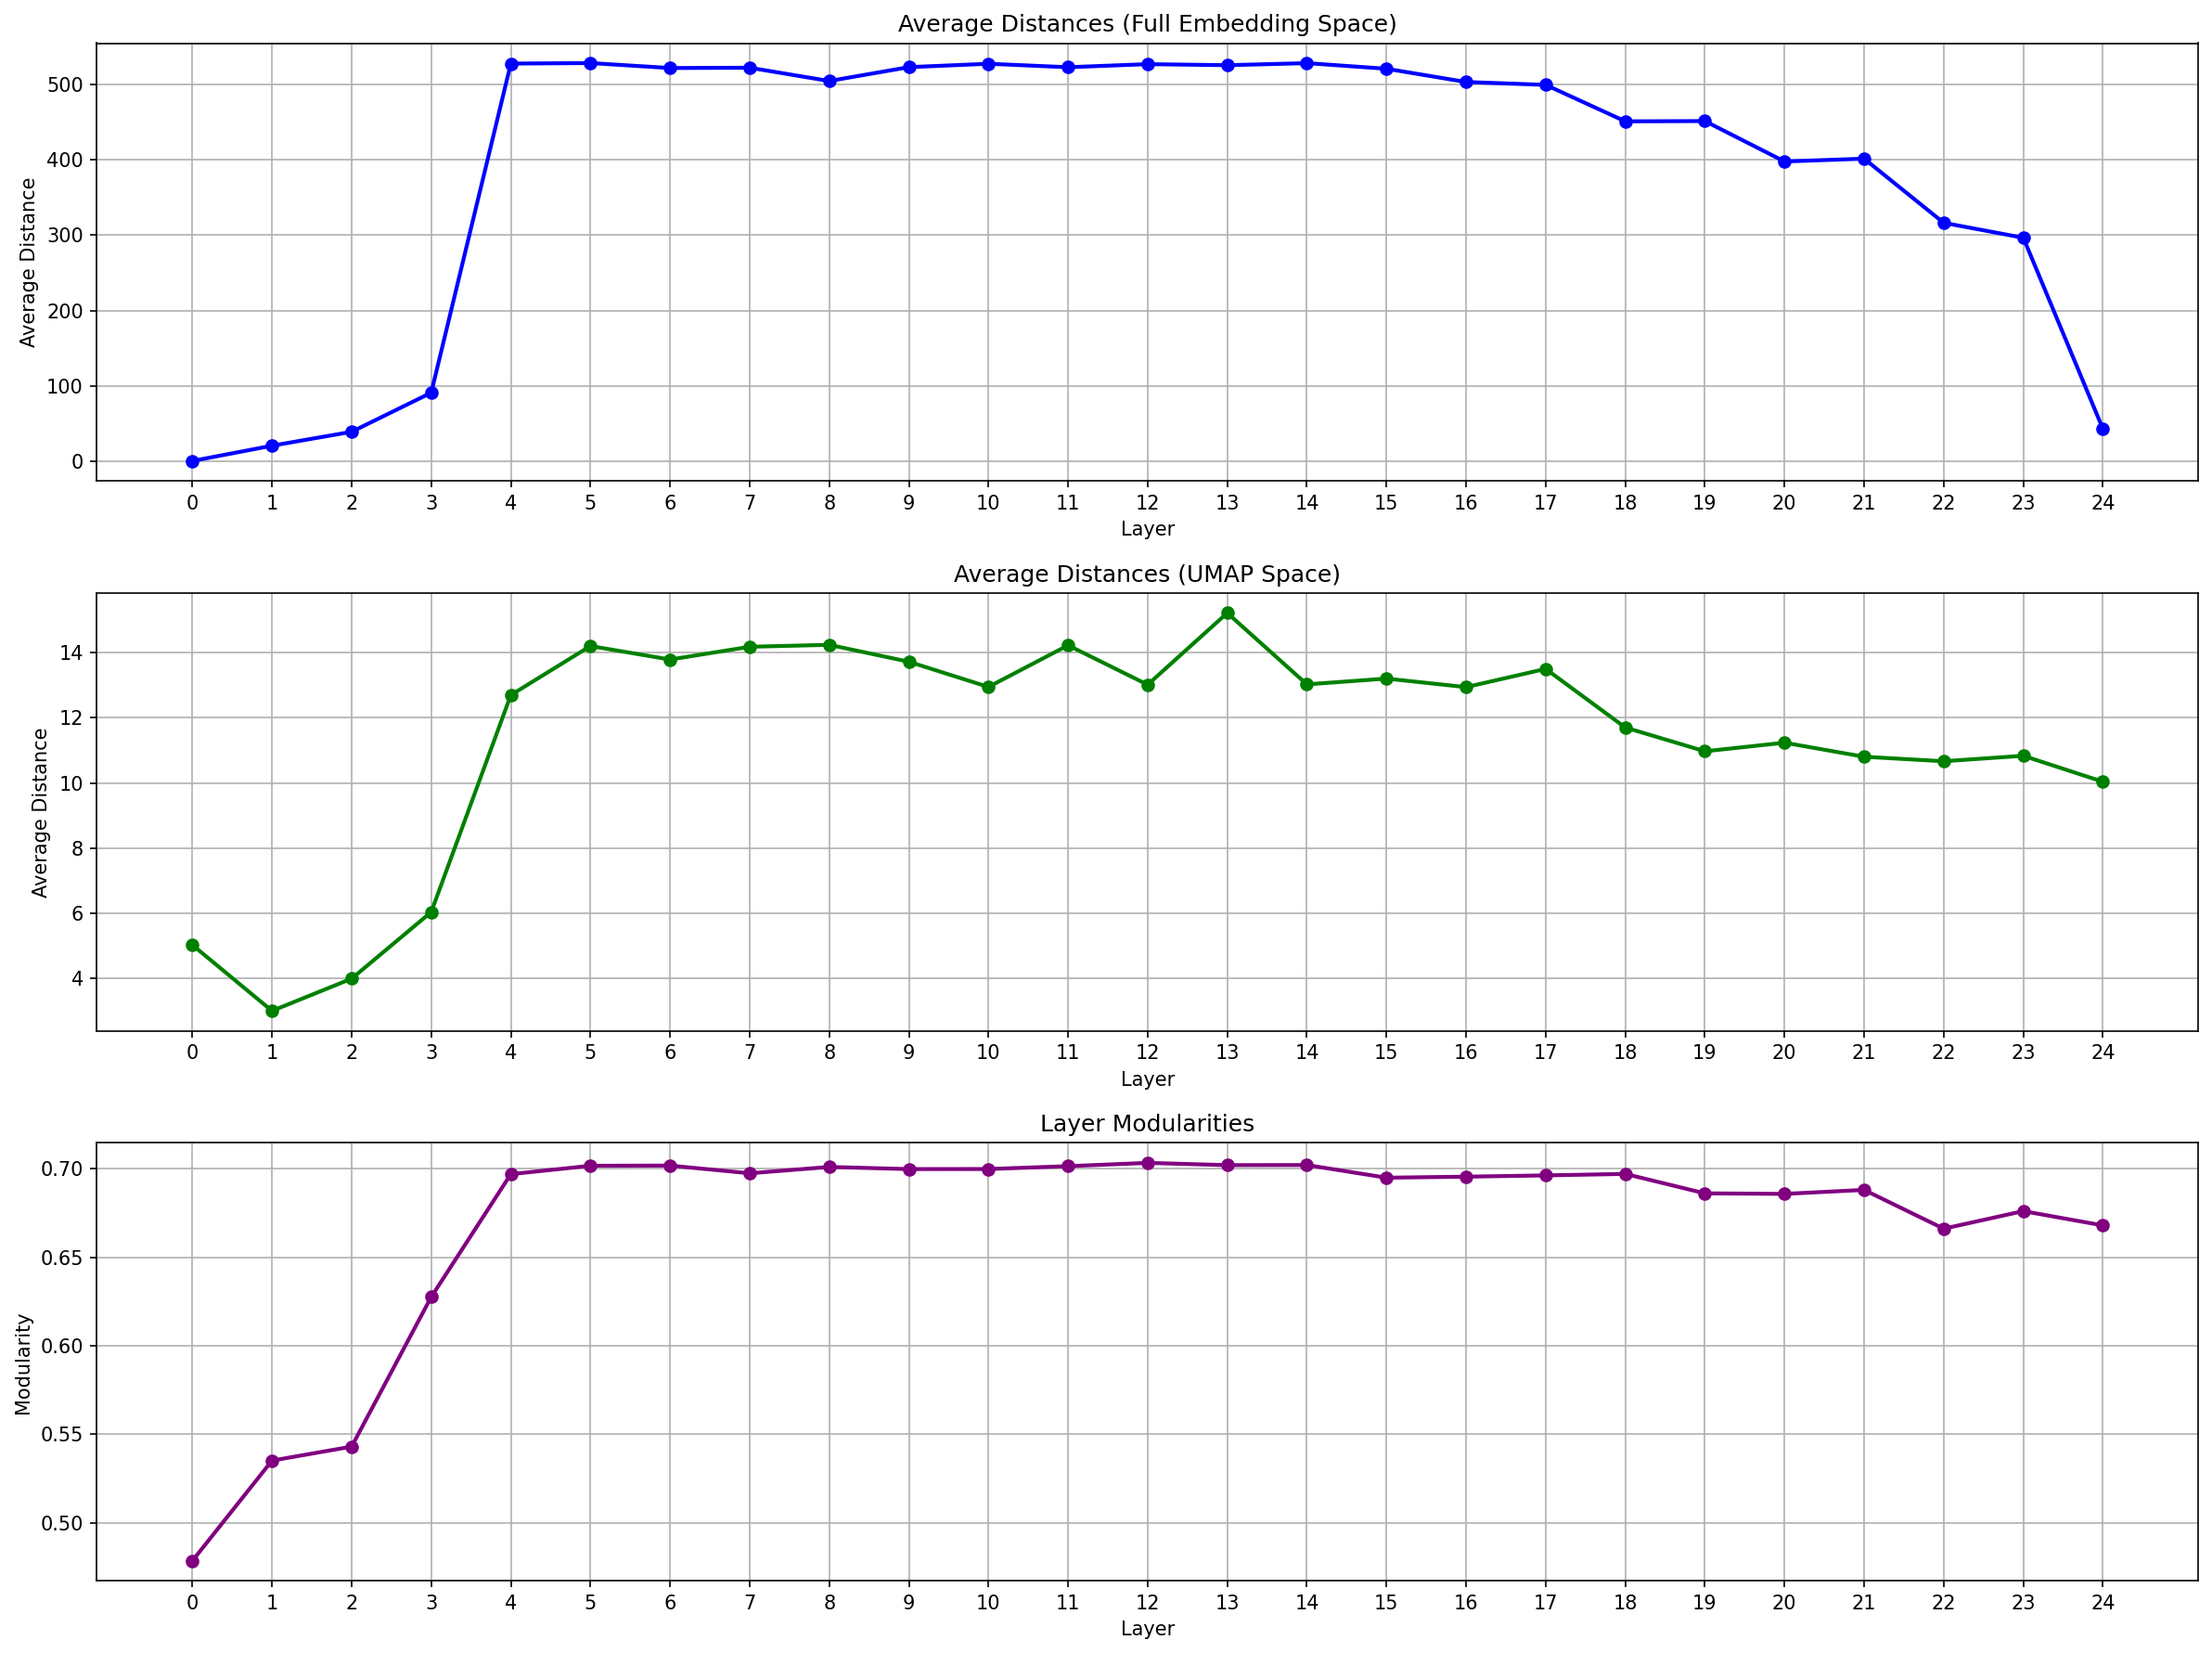 Average Distances (Full Embedding Space)
Average Distance
500
400
300
200
100
0
0 1 2 3 4 5 6 7 8 9 10 11 12 13 14 15 16 17 18 19 20 21 22 23 24
Layer
Average Distances (UMAP Space)
Average Distance
14
12
10
8
6
4
0 1 2 3 4 5 6 7 8 9 10 11 12 13 14 15 16 17 18 19 20 21 22 23 24
Layer
Layer Modularities
Modularity
0.70
0.65
0.60
0.55
0.50
0 1 2 3 4 5 6 7 8 9 10 11 12 13 14 15 16 17 18 19 20 21 22 23 24
Layer